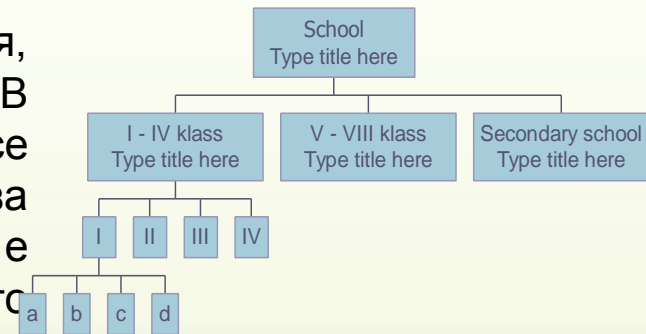 School
Type title here
I - IV klass
Type title here
V - VIII klass
Type title here
Secondary school
Type title here
I
II
III
IV
a
b
c
d